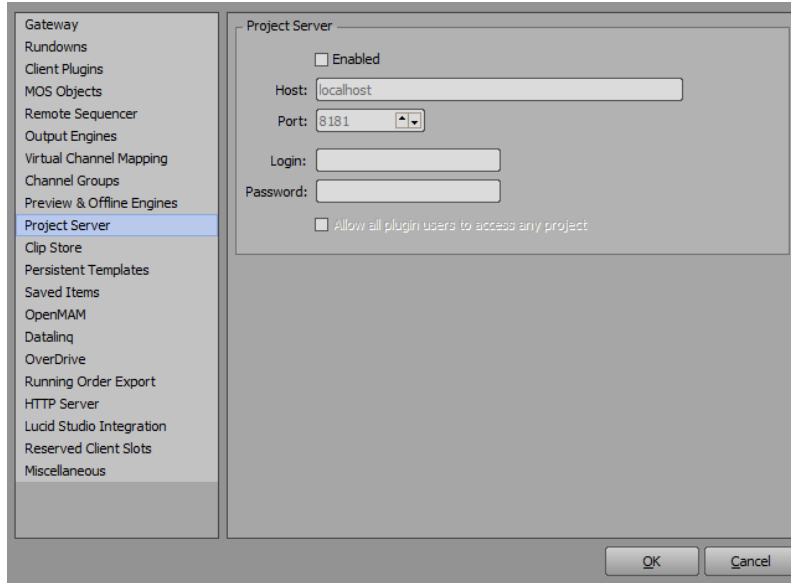 Gateway
Rundowns
Client Plugins
MOS Objects
Remote Sequencer
Output Engines
Virtual Channel Mapping
Channel Groups
Preview & Offline Engines
Project Server
Clip Store
Persistent Templates
Saved Items
OpenMAM
Datalinq
OverDrive
Running Order Export
HTTP Server
Lucid Studio Integration
Reserved Client Slots
Miscellaneous
Project Server
Enabled
Host: localhost
Port: 8181
Login:
Password:
Allow all plugin users to access any project
OK Cancel